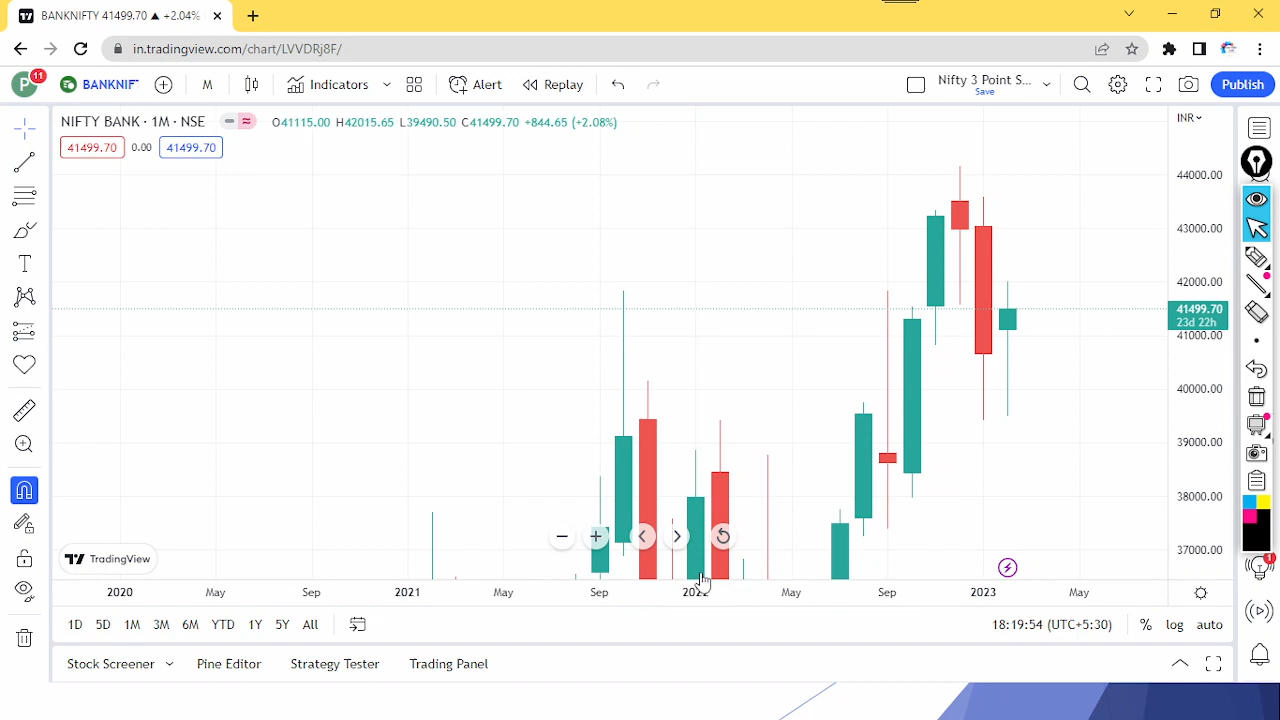 BANKNIFTY 41499.70 ▲ +2.04%
in.tradingview.com/chart/LVVDRj8F/
P 11 BANKNIF M Indicators Alert Replay Nifty 3 Point S... Save Publish
NIFTY BANK · 1M · NSE O41115.00 H42015.65 L39490.50 C41499.70 +844.65 (+2.08%) INR
41499.70 0.00 41499.70
44000.00
43000.00
42000.00
41499.70
23d 22h
41000.00
40000.00
39000.00
38000.00
37000.00
TradingView
2020 May Sep 2021 May Sep 2022 May Sep 2023 May
1D 5D 1M 3M 6M YTD 1Y 5Y All 18:19:54 (UTC+5:30) % log auto
1
Stock Screener Pine Editor Strategy Tester Trading Panel